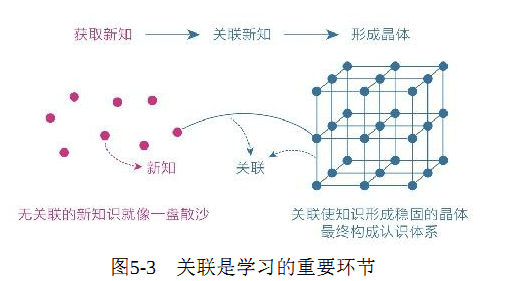 获取新知 关联新知 形成晶体
新知 关联
无关联的新知识就像一盘散沙
关联使知识形成稳固的晶体
最终构成认识体系
图5-3 关联是学习的重要环节